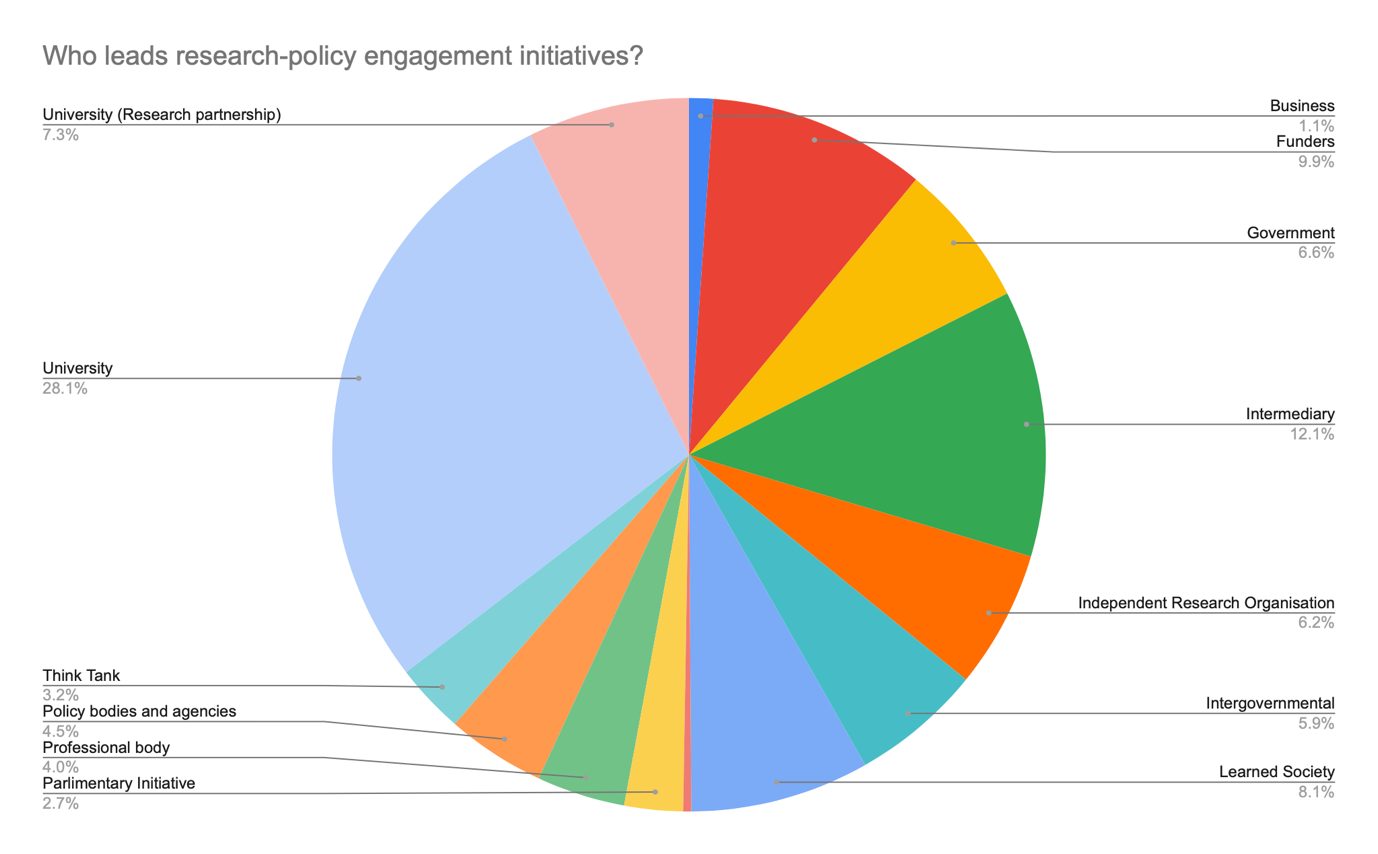 Who leads research-policy engagement initiatives?
University (Research partnership)
7.3%
University
28.1%
Think Tank
3.2%
Policy bodies and agencies
4.5%
Professional body
4.0%
Parlimentary Initiative
2.7%
Business
1.1%
Funders
9.9%
Government
6.6%
Intermediary
12.1%
Independent Research Organisation
6.2%
Intergovernmental
5.9%
Learned Society
8.1%